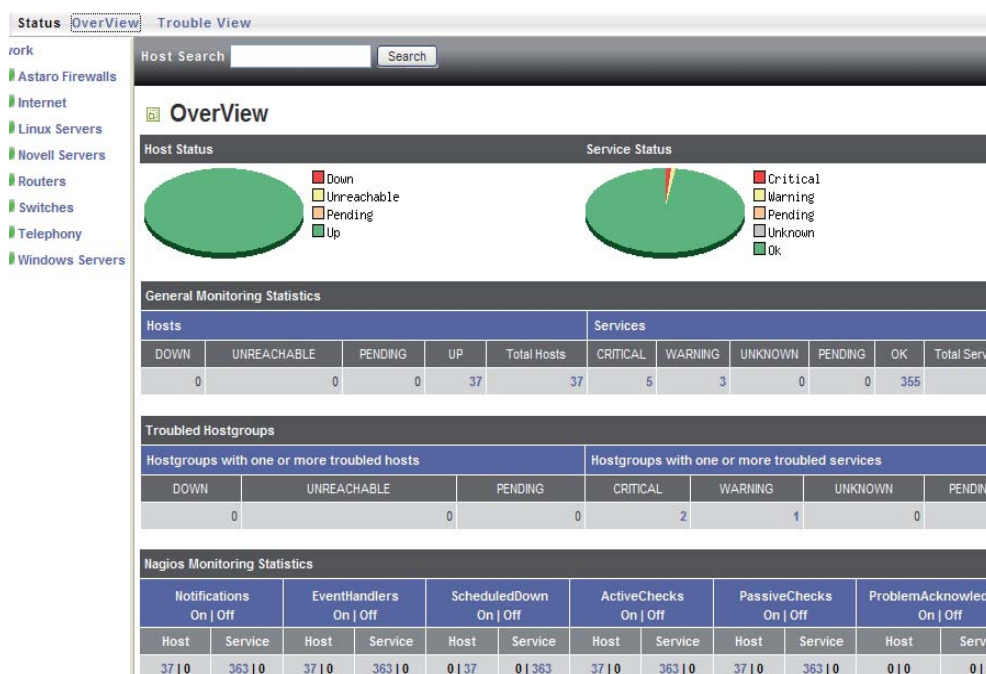 Status OverView Trouble View
work
Astaro Firewalls
Internet
Linux Servers
Novell Servers
Routers
Switches
Telephony
Windows Servers
Host Search Search
OverView
Host Status Service Status
Down
Unreachable
Pending
Up
Critical
Warning
Pending
Unknown
Ok
General Monitoring Statistics
Hosts Services
DOWN UNREACHABLE PENDING UP Total Hosts CRITICAL WARNING UNKNOWN PENDING OK Total Serv
0 0 0 37 37 5 3 0 0 355
Troubled Hostgroups
Hostgroups with one or more troubled hosts Hostgroups with one or more troubled services
DOWN UNREACHABLE PENDING CRITICAL WARNING UNKNOWN PENDIN
0 0 0 2 1 0
Nagios Monitoring Statistics
Notifications EventHandlers ScheduledDown ActiveChecks PassiveChecks ProblemAcknowled
On | Off On | Off On | Off On | Off On | Off On | Off
Host Service Host Service Host Service Host Service Host Service Host Serv
37 | 0 363 | 0 37 | 0 363 | 0 0 | 37 0 | 363 37 | 0 363 | 0 37 | 0 363 | 0 0 | 0 0 |